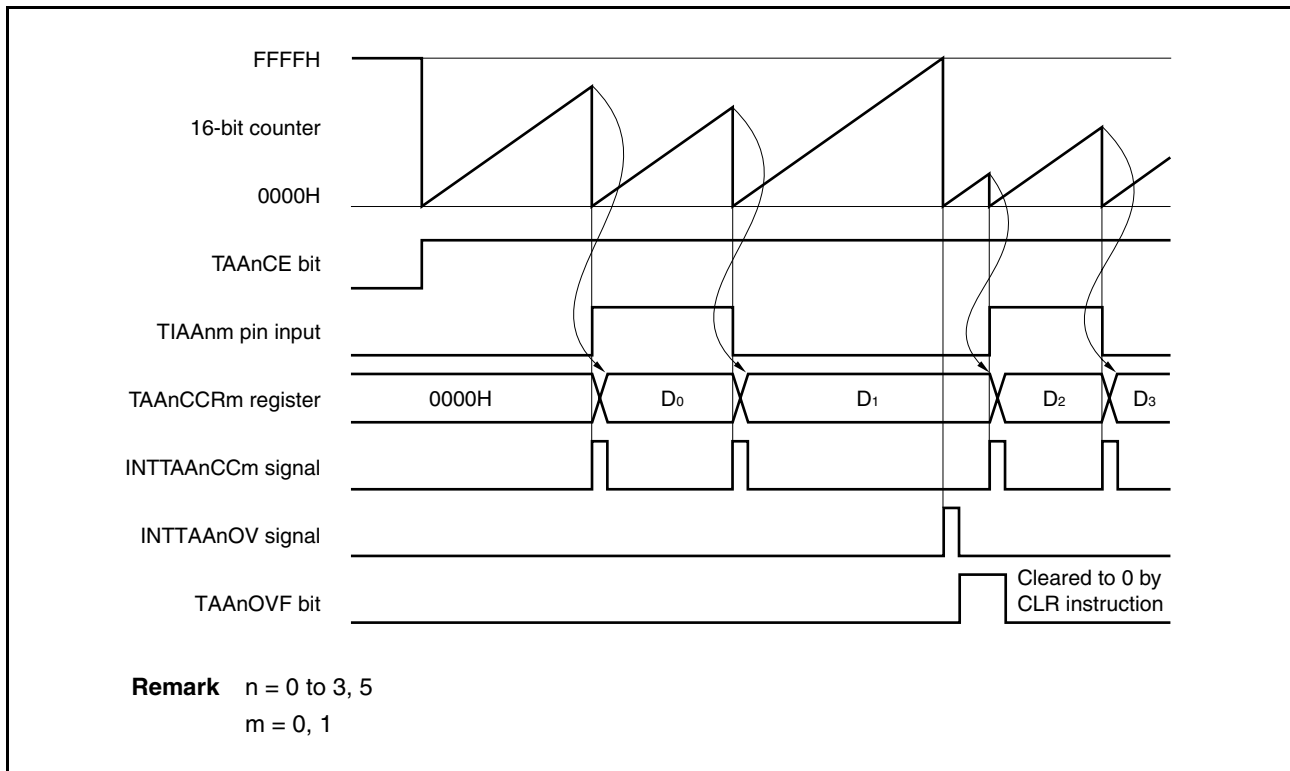 FFFFH
16-bit counter
0000H
TAAnCE bit
TIAAnm pin input
TAAnCCRm register
0000H
D0
D1
D2
D3
INTTAAnCCm signal
INTTAAnOV signal
TAAnOVF bit
Cleared to 0 by
CLR instruction
Remark n = 0 to 3, 5
m = 0, 1